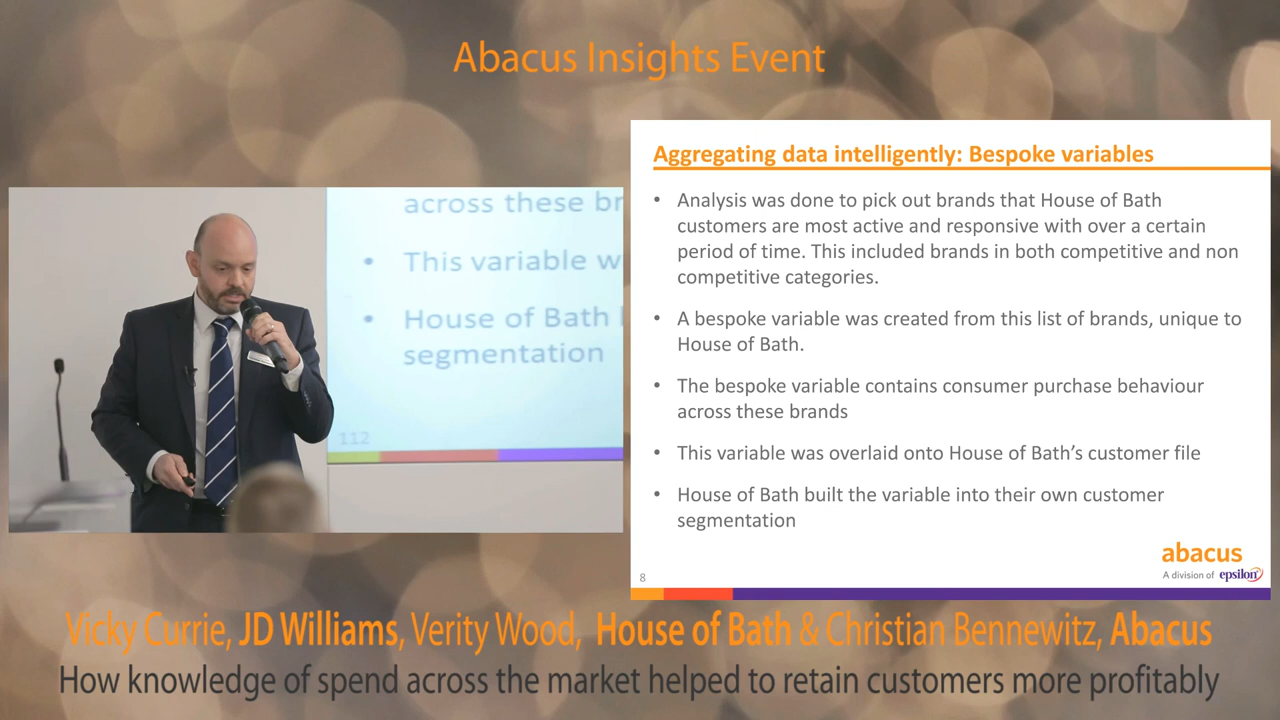 Abacus Insights Event
across these br
• This variable w
• House of Bath
segmentation
112
Aggregating data intelligently: Bespoke variables
• Analysis was done to pick out brands that House of Bath
customers are most active and responsive with over a certain
period of time. This included brands in both competitive and non
competitive categories.
• A bespoke variable was created from this list of brands, unique to
House of Bath.
• The bespoke variable contains consumer purchase behaviour
across these brands
• This variable was overlaid onto House of Bath's customer file
• House of Bath built the variable into their own customer
segmentation
abacus
A division of epsilon
8
Vicky Currie, JD Williams, Verity Wood, House of Bath & Christian Bennewitz, Abacus
How knowledge of spend across the market helped to retain customers more profitably